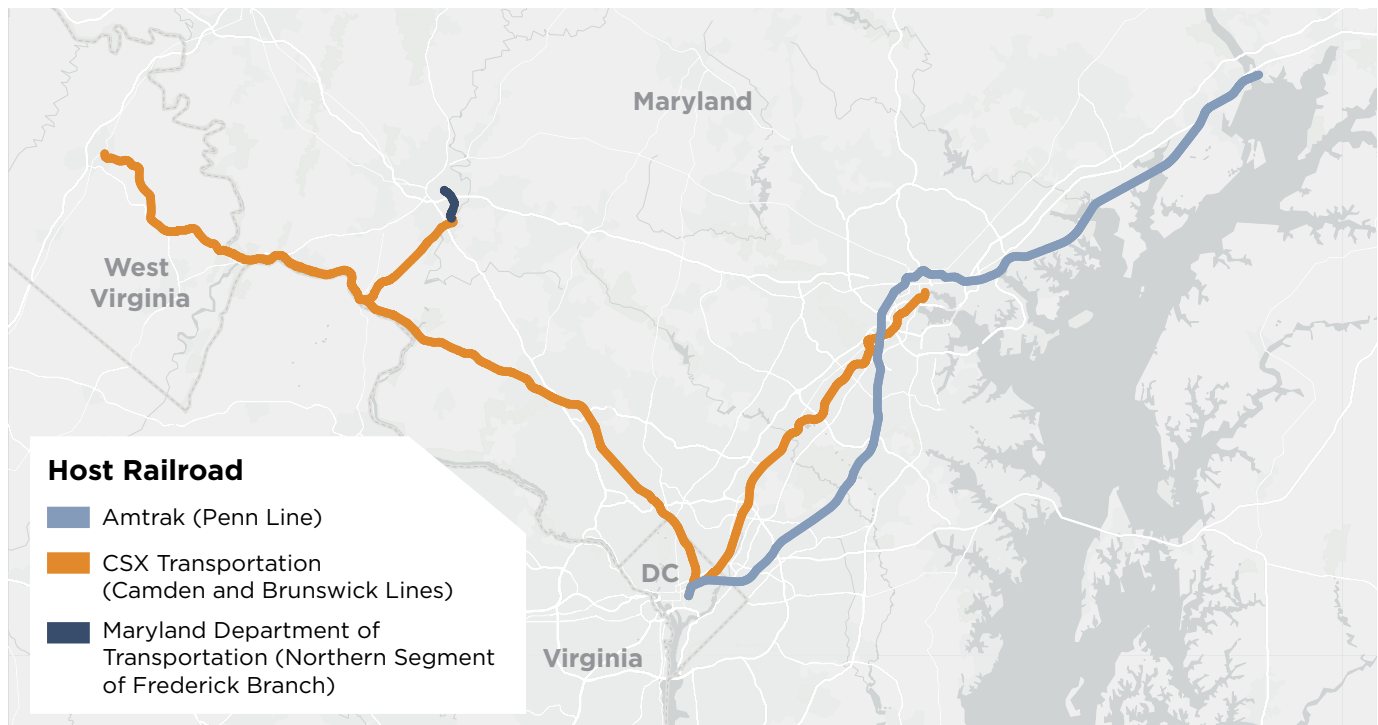 Maryland
West
Virginia
Host Railroad
Amtrak (Penn Line)
CSX Transportation
(Camden and Brunswick Lines)
Maryland Department of
Transportation (Northern Segment
of Frederick Branch)
DC
Virginia